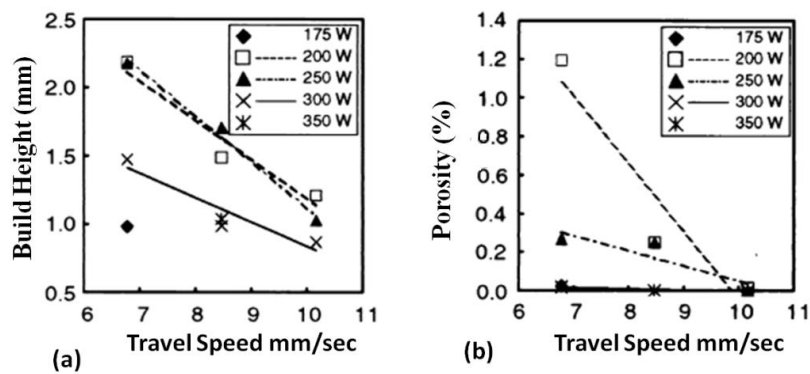 2.5
2.0
1.5
1.0
0.5
Build Height (mm)
175 W
200 W
250 W
300 W
350 W
6 7 8 9 10 11
Travel Speed mm/sec
(a)
1.4
1.2
1.0
0.8
0.6
0.4
0.2
0.0
Porosity (%)
175 W
200 W
250 W
300 W
350 W
6 7 8 9 10 11
Travel Speed mm/sec
(b)